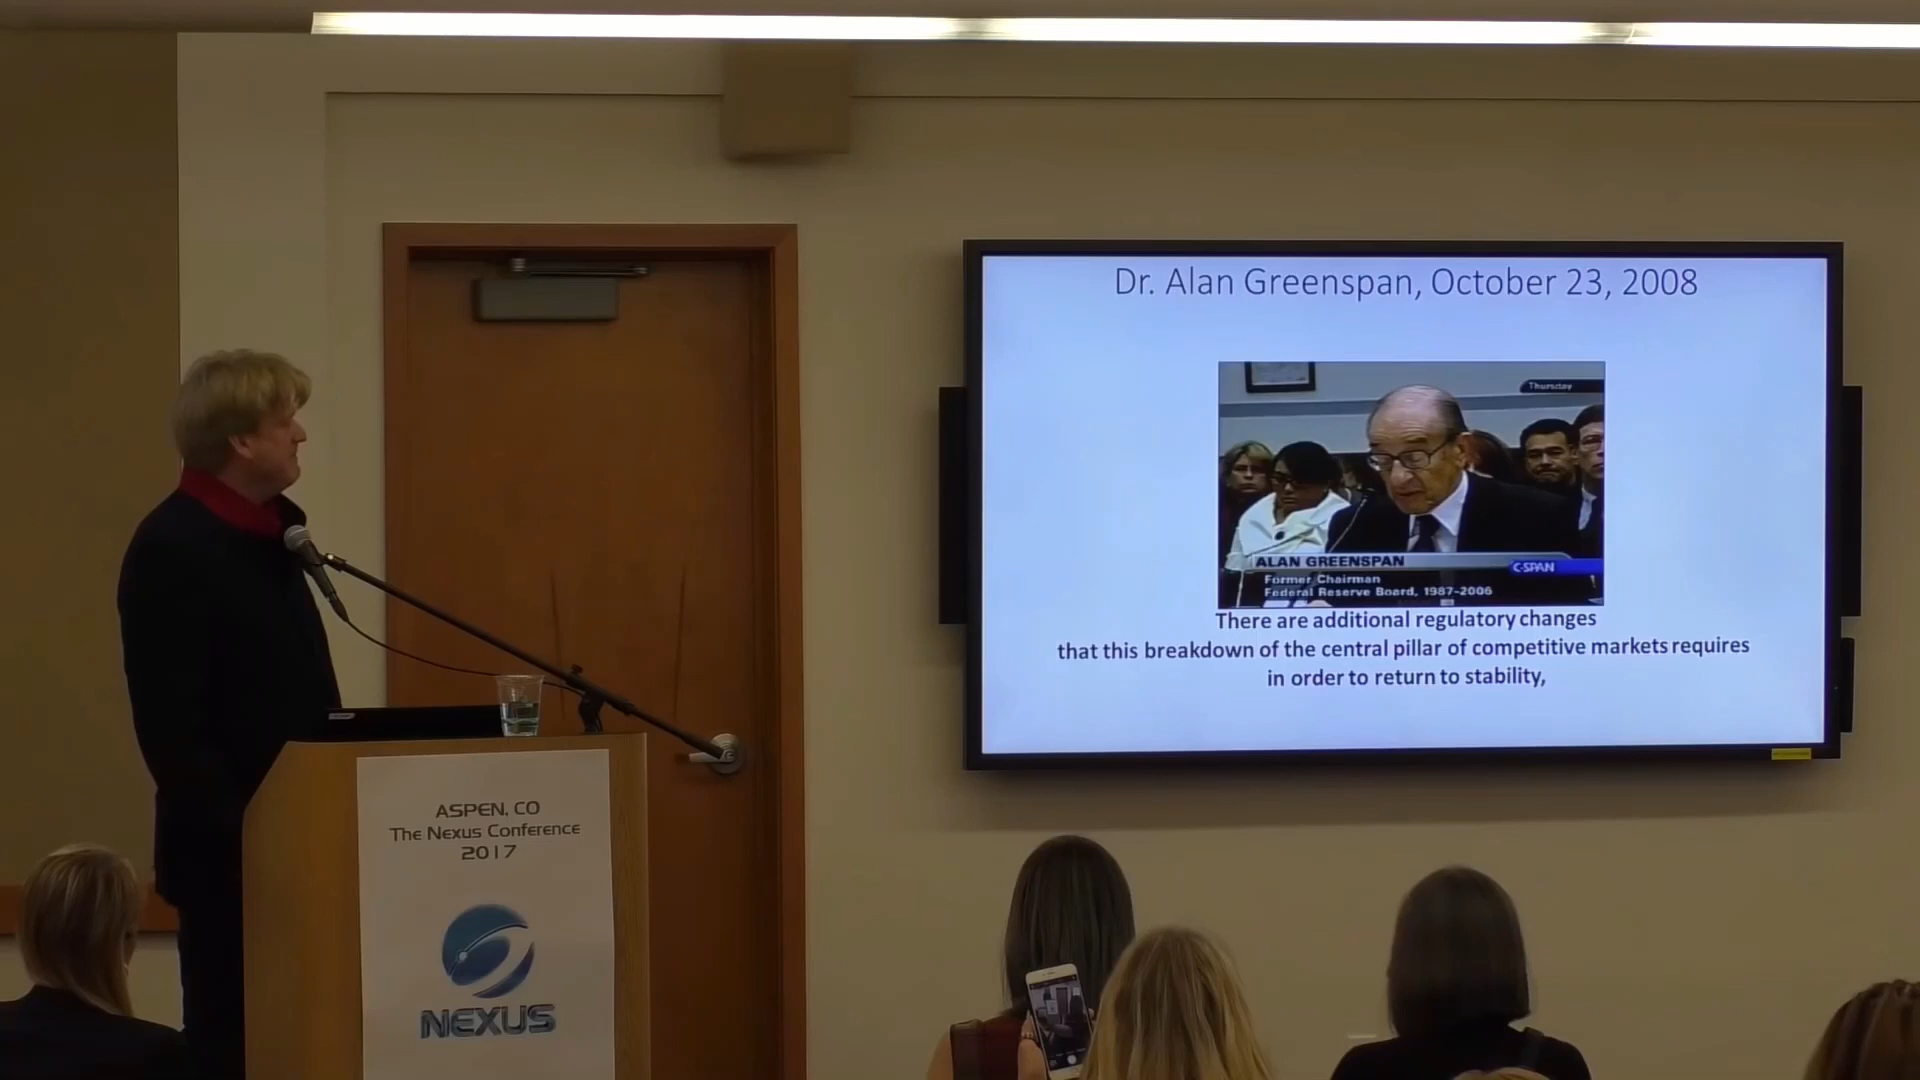 Dr. Alan Greenspan, October 23, 2008
Thursday
ALAN GREENSPAN
C-SPAN
Former Chairman
Federal Reserve Board, 1987-2006
There are additional regulatory changes
that this breakdown of the central pillar of competitive markets requires
in order to return to stability,
ASPEN, CO
The Nexus Conference
2017
NEXUS